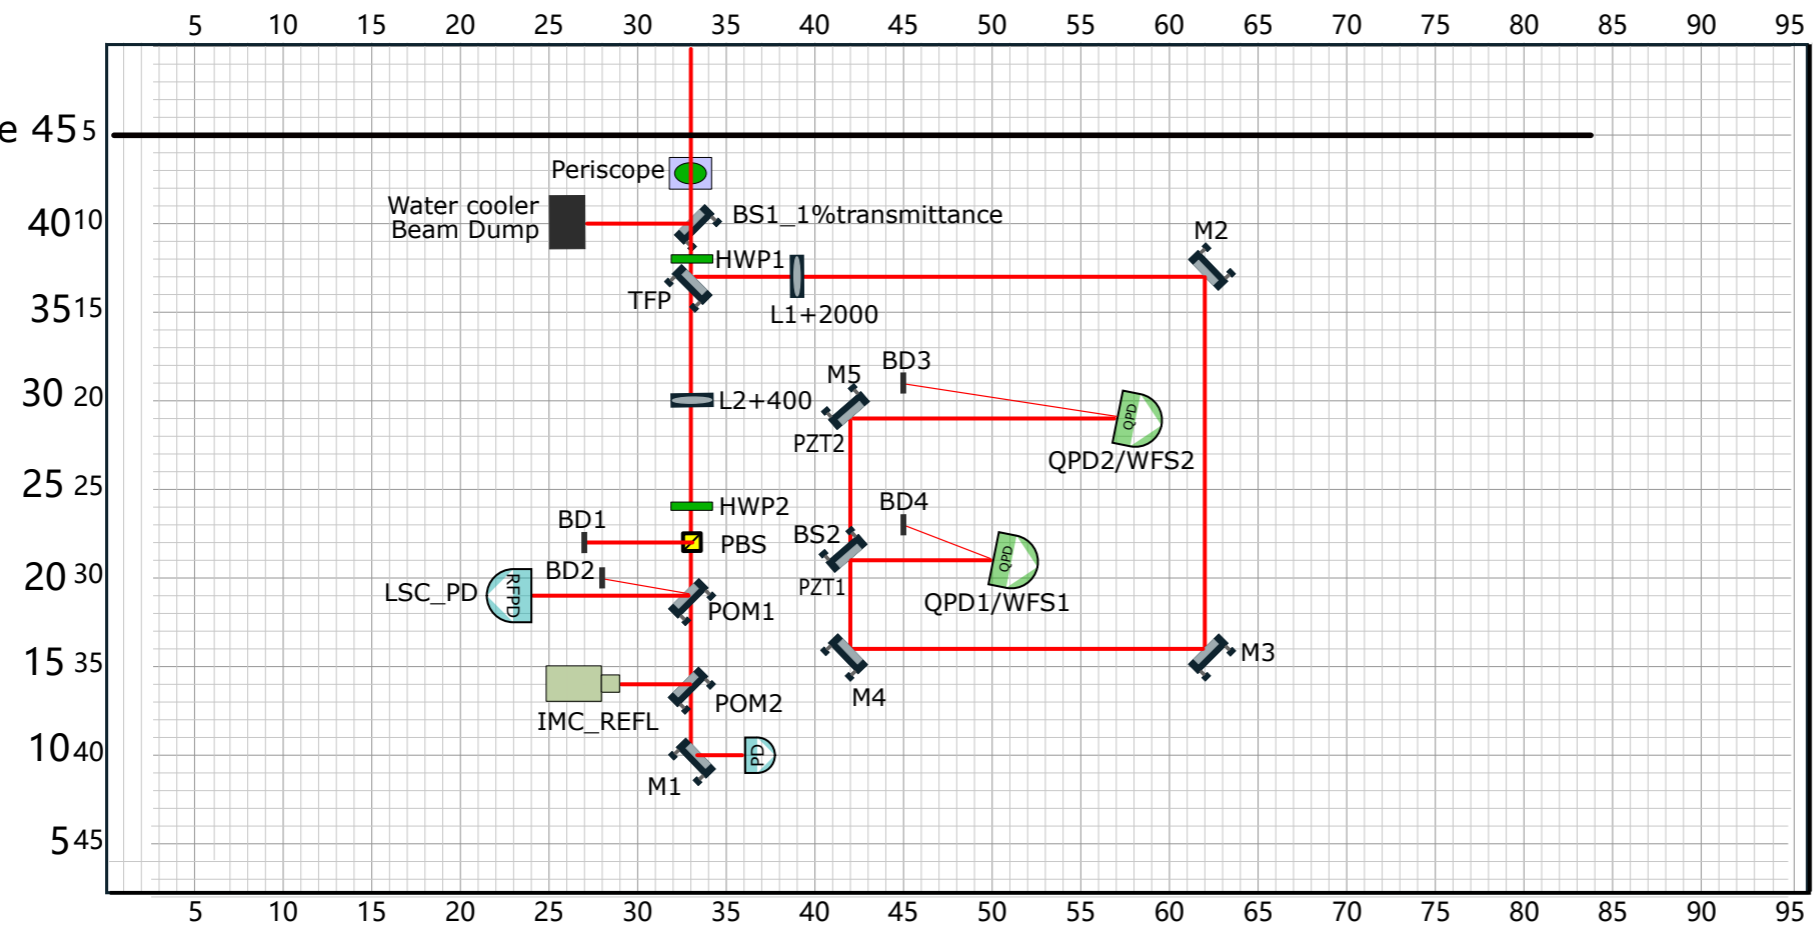 5 10 15 20 25 30 35 40 45 50 55 60 65 70 75 80 85 90 95
e 45 5
Periscope
Water cooler
Beam Dump
40 10
BS1_1%transmittance
M2
HWP1
TFP
35 15
L1+2000
BD3
M5
30 20
L2+400
QPD
PZT2
QPD2/WFS2
25 25
BD4
HWP2
BD1
BS2
PBS
QPD
BD2
20 30
LSC_PD
RFPD
PZT1
QPD1/WFS1
POM1
15 35
M3
M4
POM2
IMC_REFL
10 40
PD
M1
5 45
5 10 15 20 25 30 35 40 45 50 55 60 65 70 75 80 85 90 95